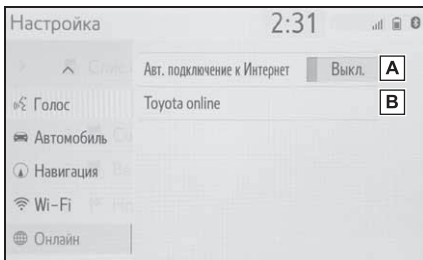 Настройка 2:31
Авт. подключение к Интернет Выкл. A
Toyota online B
Голос
Автомобиль
Навигация
Wi-Fi
Онлайн